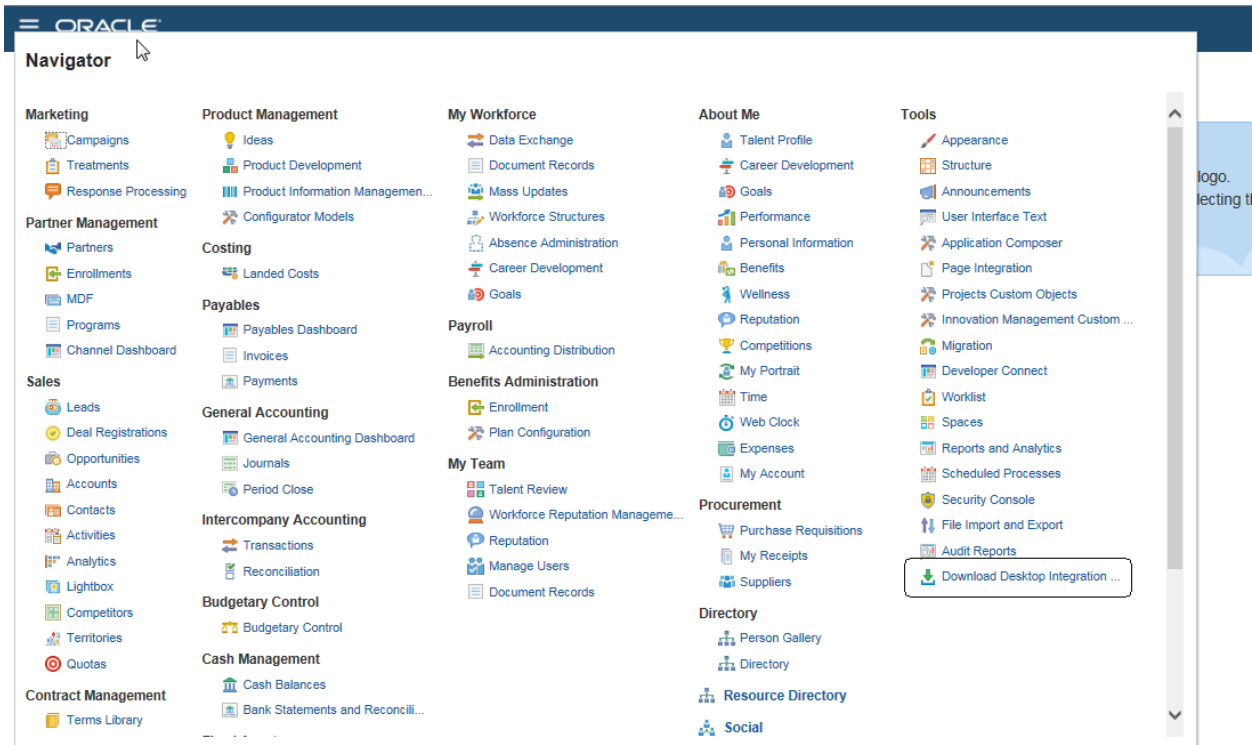 ORACLE
Navigator
Marketing
Campaigns
Treatments
Response Processing
Partner Management
Partners
Enrollments
MDF
Programs
Channel Dashboard
Sales
Leads
Deal Registrations
Opportunities
Accounts
Contacts
Activities
Analytics
Lightbox
Competitors
Territories
Quotas
Contract Management
Terms Library
Product Management
Ideas
Product Development
Product Information Managemen...
Configurator Models
Costing
Landed Costs
Payables
Payables Dashboard
Invoices
Payments
General Accounting
General Accounting Dashboard
Journals
Period Close
Intercompany Accounting
Transactions
Reconciliation
Budgetary Control
Budgetary Control
Cash Management
Cash Balances
Bank Statements and Reconcili...
My Workforce
Data Exchange
Document Records
Mass Updates
Workforce Structures
Absence Administration
Career Development
Goals
Payroll
Accounting Distribution
Benefits Administration
Enrollment
Plan Configuration
My Team
Talent Review
Workforce Reputation Manageme...
Reputation
Manage Users
Document Records
About Me
Talent Profile
Career Development
Goals
Performance
Personal Information
Benefits
Wellness
Reputation
Competitions
My Portrait
Time
Web Clock
Expenses
My Account
Procurement
Purchase Requisitions
My Receipts
Suppliers
Directory
Person Gallery
Directory
Resource Directory
Social
Tools
Appearance
Structure
Announcements
User Interface Text
Application Composer
Page Integration
Projects Custom Objects
Innovation Management Custom ...
Migration
Developer Connect
Worklist
Spaces
Reports and Analytics
Scheduled Processes
Security Console
File Import and Export
Audit Reports
Download Desktop Integration ...
logo.
lecting th